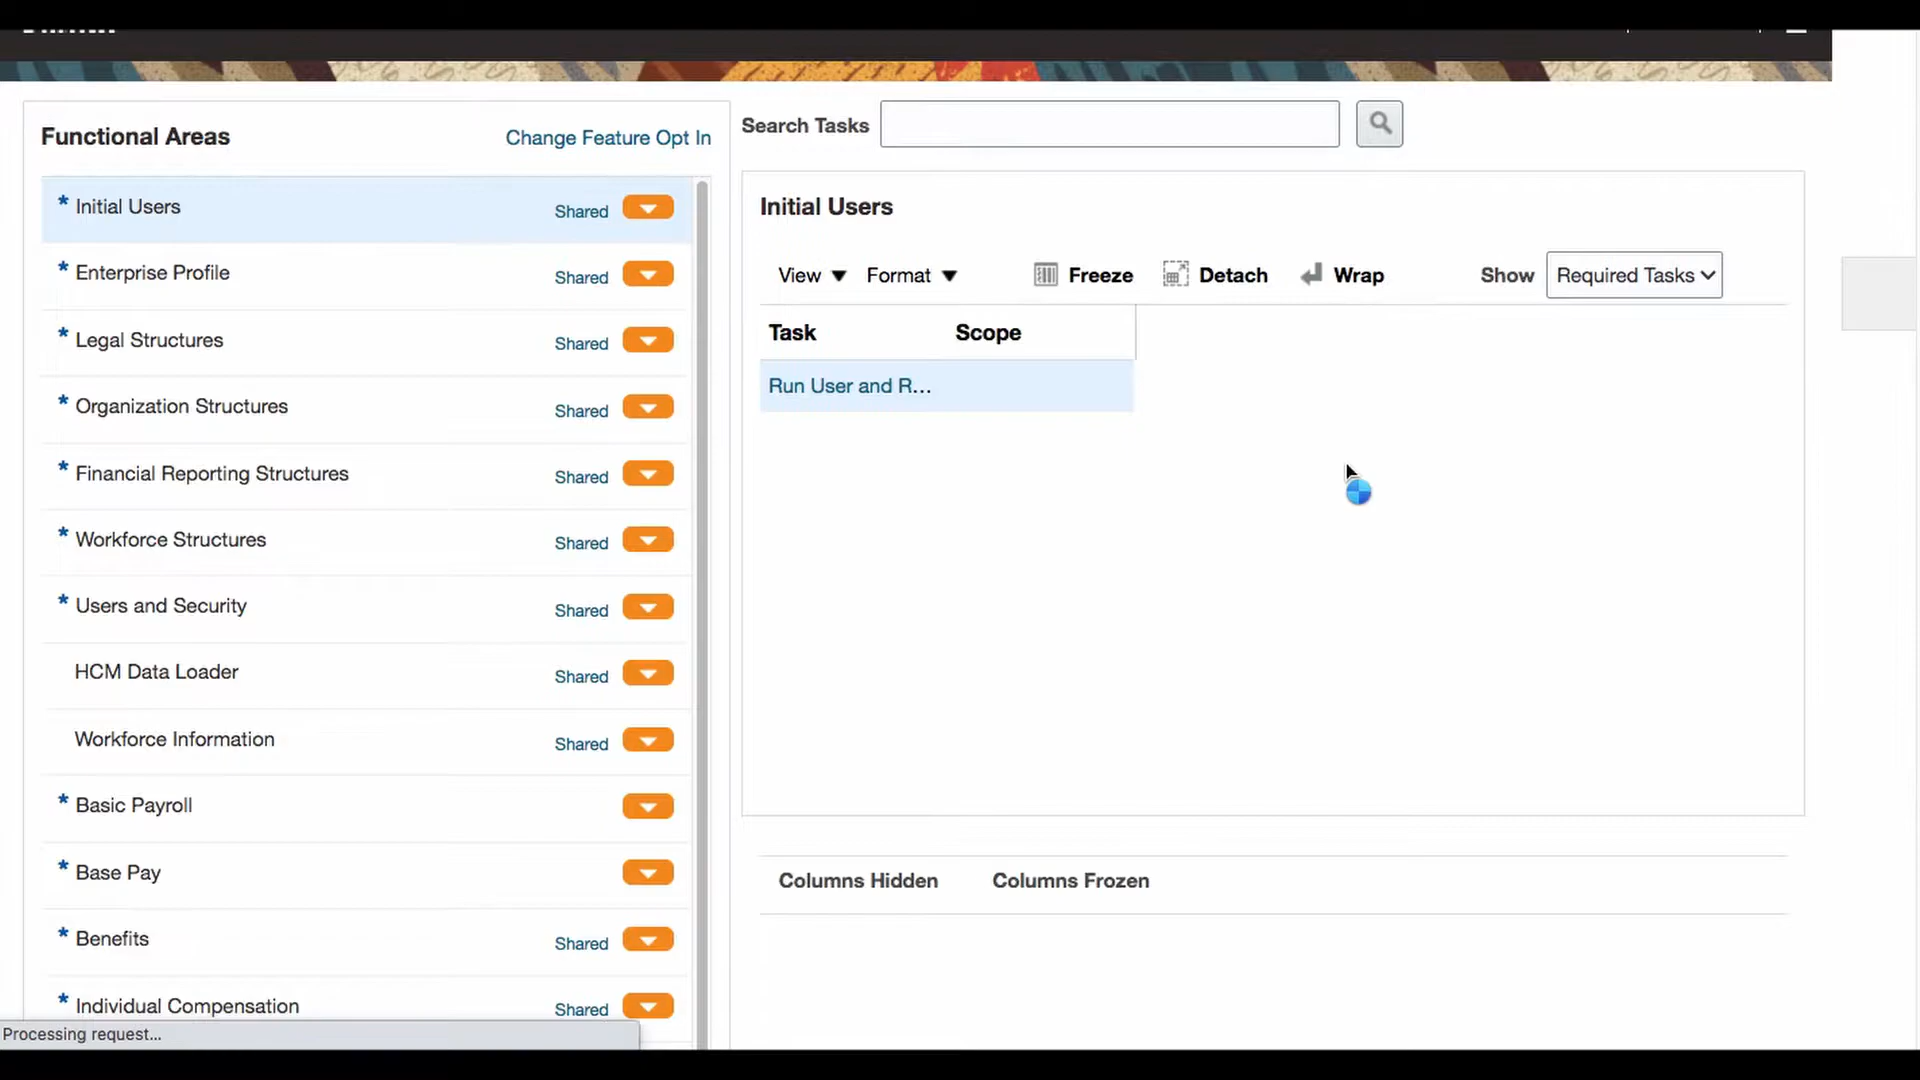 Functional Areas
Change Feature Opt In
* Initial Users Shared
* Enterprise Profile Shared
* Legal Structures Shared
* Organization Structures Shared
* Financial Reporting Structures Shared
* Workforce Structures Shared
* Users and Security Shared
HCM Data Loader Shared
Workforce Information Shared
* Basic Payroll
* Base Pay
* Benefits Shared
* Individual Compensation Shared
Processing request...
Search Tasks
Initial Users
View Format Freeze Detach Wrap Show Required Tasks
Task Scope
Run User and R...
Columns Hidden Columns Frozen